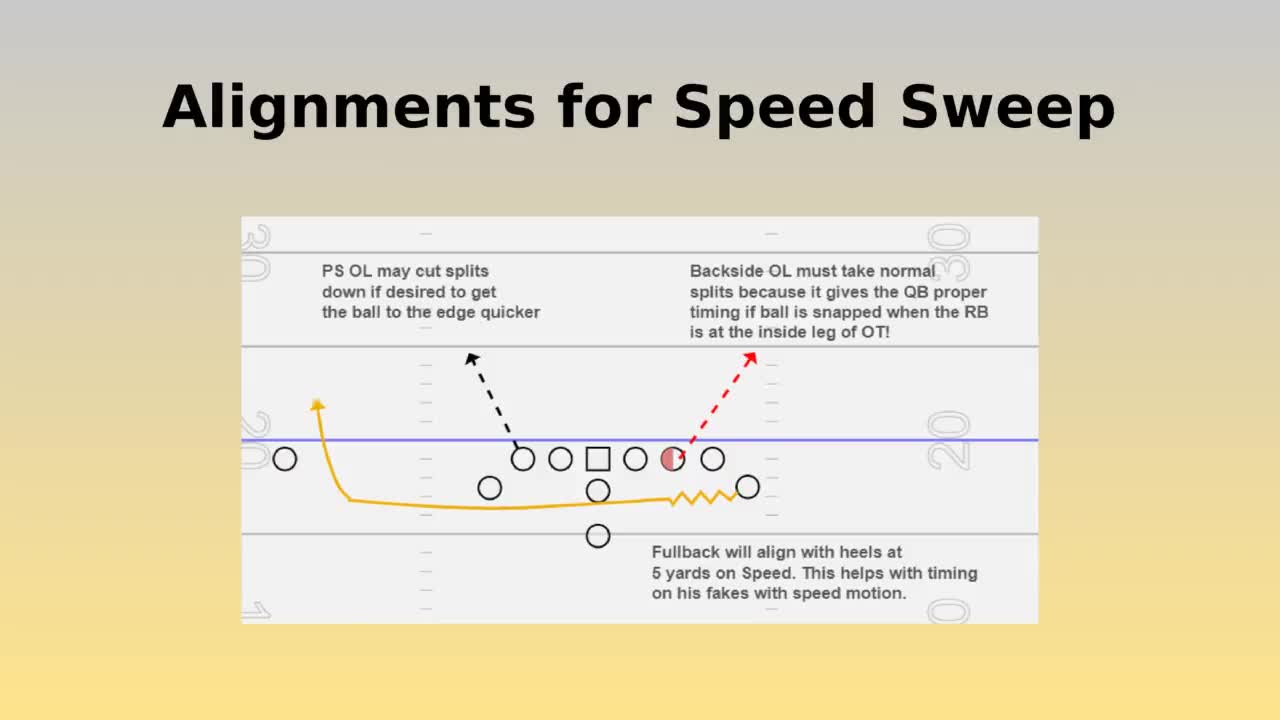 Alignments for Speed Sweep
PS OL may cut splits
down if desired to get
the ball to the edge quicker
Backside OL must take normal
splits because it gives the QB proper
timing if ball is snapped when the RB
is at the inside leg of OT!
30
30
20
20
Fullback will align with heels at
5 yards on Speed. This helps with timing
on his fakes with speed motion.
1
0